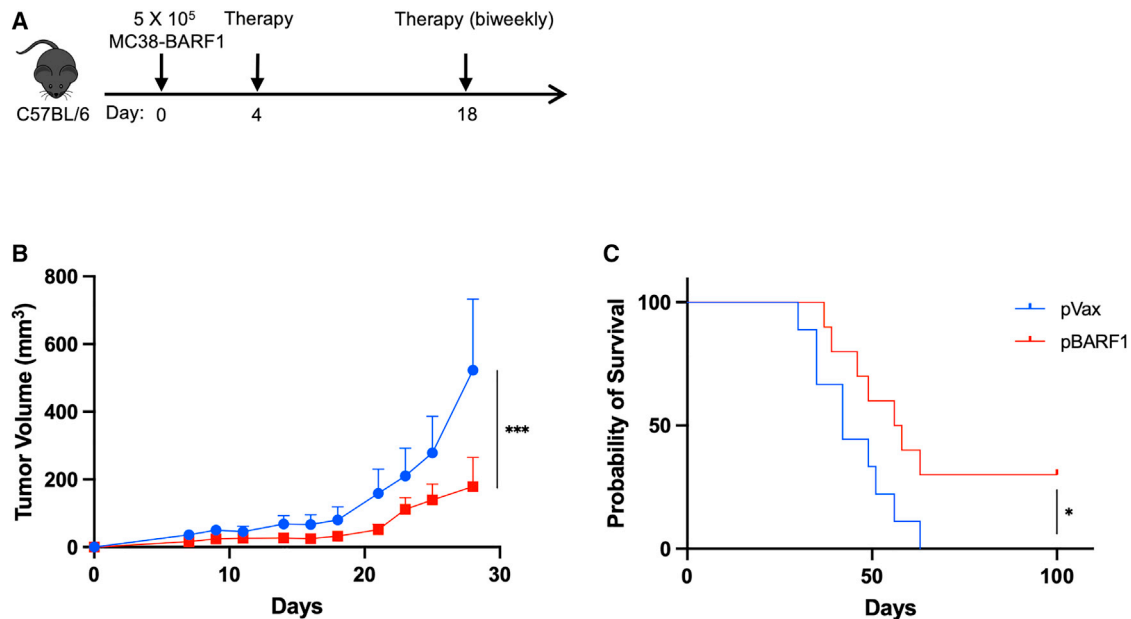 A
5 X 10⁵ Therapy Therapy (biweekly)
MC38-BARF1
C57BL/6 Day: 0 4 18
B
800
600
400
200
0
Tumor Volume (mm³)
***
0 10 20 30
Days
C
100
50
0
Probability of Survival
pVax
pBARF1
*
0 50 100
Days